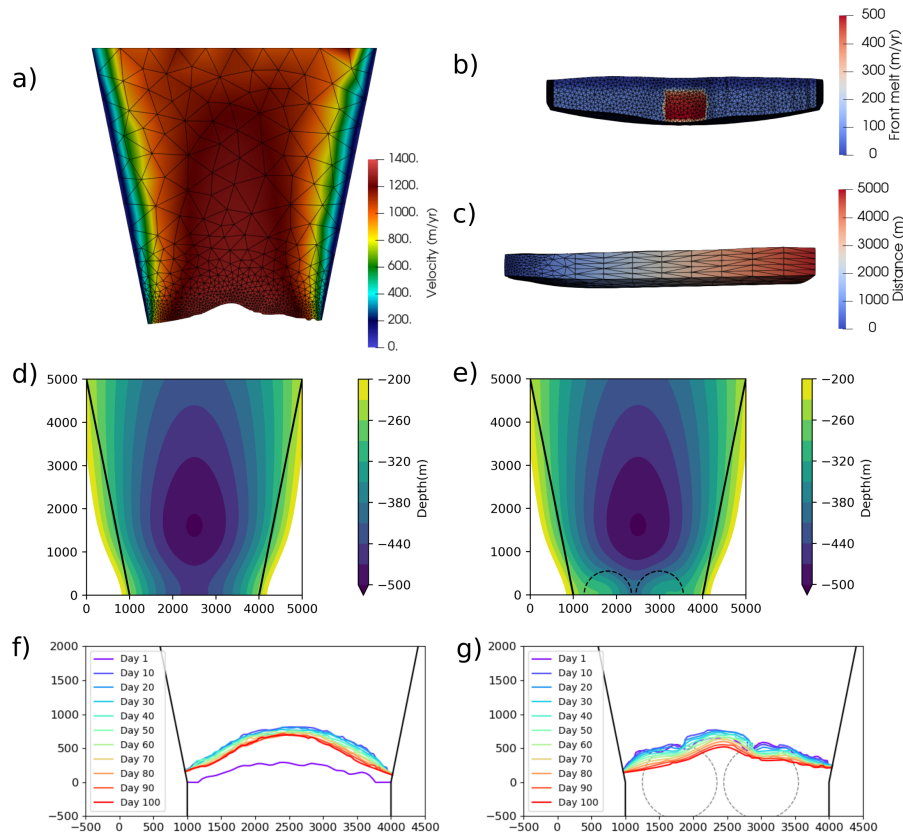 a)
1400.
1200.
1000.
800.
600.
400.
200.
0.
Velocity (m/yr)
b)
500
400
300
200
100
0
Front melt (m/yr)
c)
5000
4000
3000
2000
1000
0
Distance (m)
d)
5000
4000
3000
2000
1000
0
0 1000 2000 3000 4000 5000
−200
−260
−320
−380
−440
−500
Depth(m)
e)
5000
4000
3000
2000
1000
0
0 1000 2000 3000 4000 5000
−200
−260
−320
−380
−440
−500
Depth(m)
f)
2000
1500
1000
500
0
−500
−500 0 500 1000 1500 2000 2500 3000 3500 4000 4500
Day 1
Day 10
Day 20
Day 30
Day 40
Day 50
Day 60
Day 70
Day 80
Day 90
Day 100
g)
2000
1500
1000
500
0
−500
−500 0 500 1000 1500 2000 2500 3000 3500 4000 4500
Day 1
Day 10
Day 20
Day 30
Day 40
Day 50
Day 60
Day 70
Day 80
Day 90
Day 100